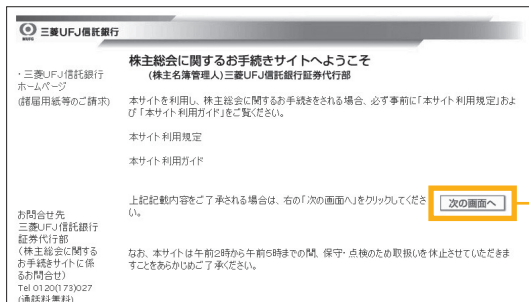 三菱UFJ信託銀行
MUFG
株主総会に関するお手続きサイトへようこそ
(株主名簿管理人)三菱UFJ信託銀行証券代行部
・三菱UFJ信託銀行
ホームページ
(諸届用紙等のご請求)
本サイトを利用し、株主総会に関するお手続きをされる場合、必ず事前に「本サイト利用規定」およ
び「本サイト利用ガイド」をご覧ください。
本サイト利用規定
本サイト利用ガイド
上記記載内容をご了承される場合は、右の「次の画面へ」をクリックしてくださ
い。
次の画面へ
なお、本サイトは午前2時から午前5時までの間、保守・点検のため取扱いを休止させていただきま
すことをあらかじめご了承ください。
お問合せ先
三菱UFJ信託銀行
証券代行部
(株主総会に関する
お手続きサイトに係
るお問合せ)
Tel 0120(173)027
(通話料無料)